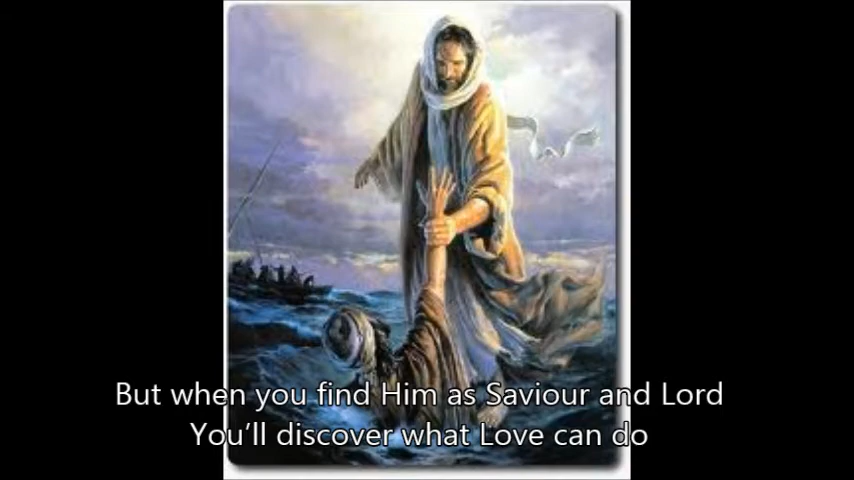 But when you find Him as Saviour and Lord
You’ll discover what Love can do